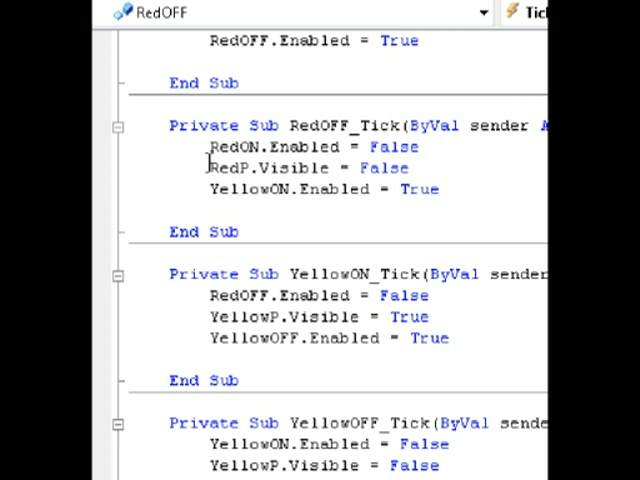 RedOFF
RedOFF.Enabled = True
End Sub
Private Sub RedOFF_Tick(ByVal sender
RedON.Enabled = False
RedP.Visible = False
YellowON.Enabled = True
End Sub
Private Sub YellowON_Tick(ByVal sender
RedOFF.Enabled = False
YellowP.Visible = True
YellowOFF.Enabled = True
End Sub
Private Sub YellowOFF_Tick(ByVal
YellowON.Enabled = False
YellowP.Visible = False